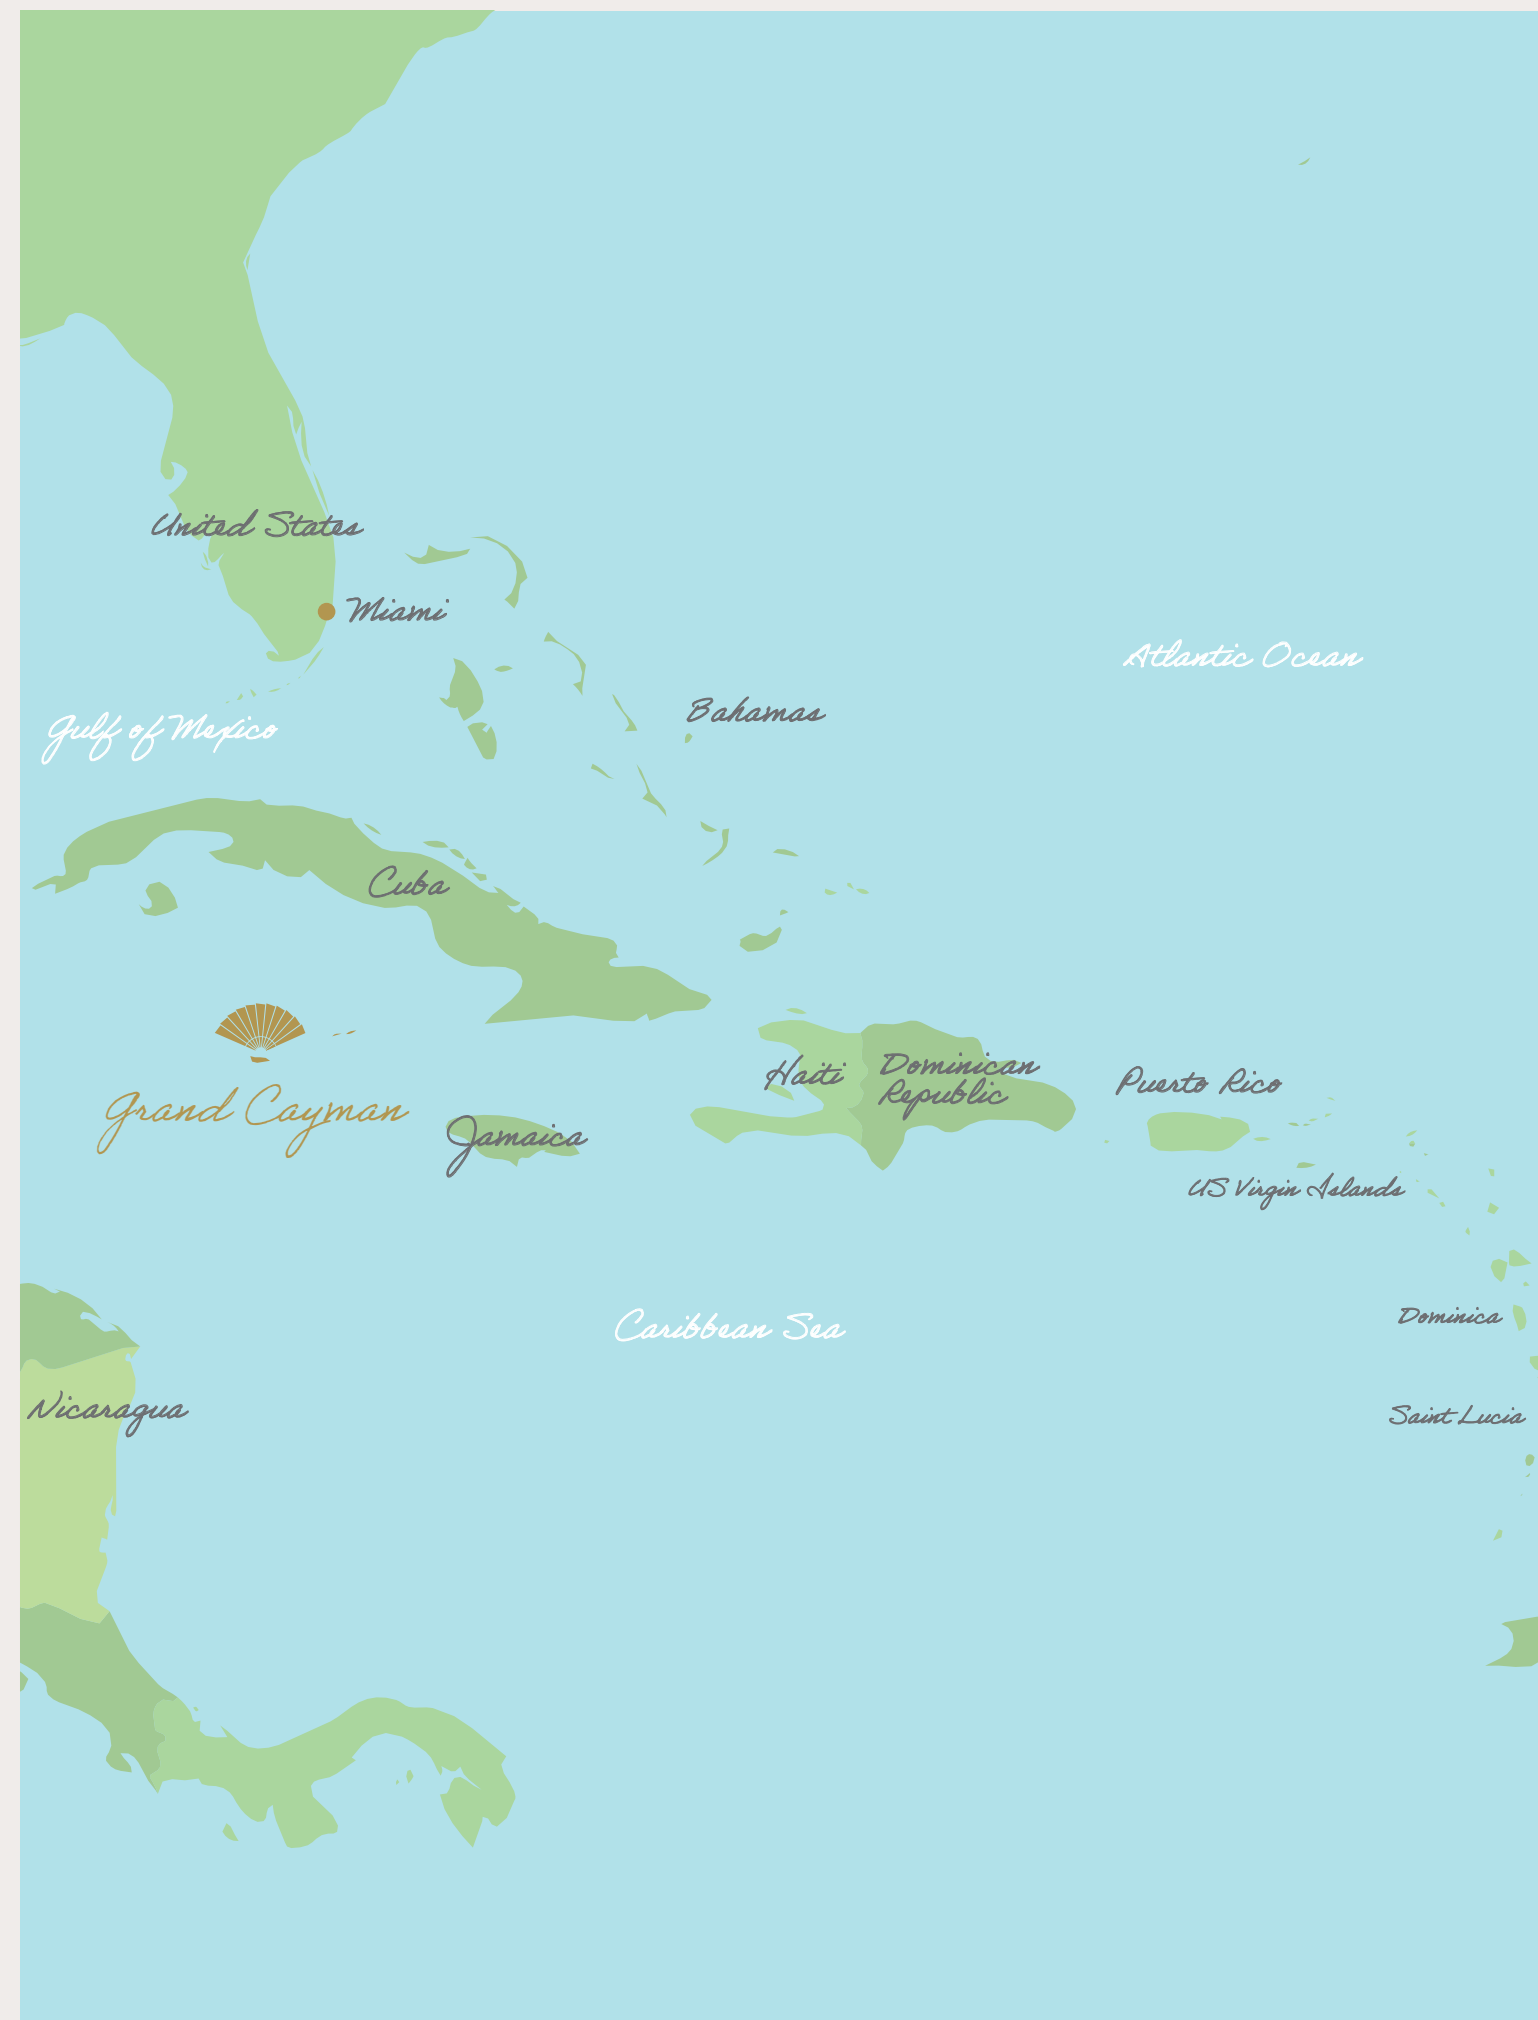 United States
Miami
Atlantic Ocean
Bahamas
Gulf of Mexico
Cuba
Haiti
Dominican
Republic
Puerto Rico
Grand Cayman
Jamaica
US Virgin Islands
Dominica
Caribbean Sea
Nicaragua
Saint Lucia